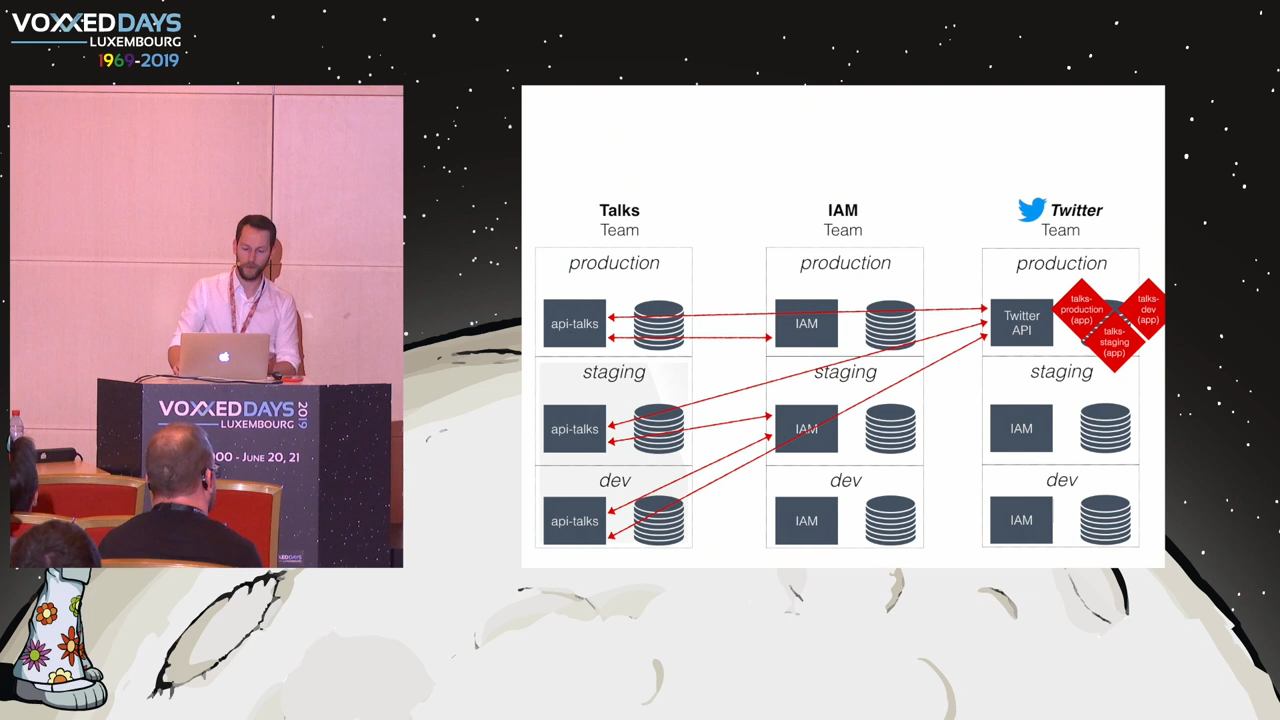 VOXXEDDAYS
LUXEMBOURG
1969-2019
VOXXEDDAYS
2019
LUXEMBOURG
000 - JUNE 20, 21
Talks
Team
IAM
Team
Twitter
Team
production
production
production
api-talks
IAM
Twitter
API
talks-
production
(app)
talks-
staging
(app)
talks-
dev
(app)
staging
staging
staging
api-talks
IAM
IAM
dev
dev
dev
api-talks
IAM
IAM